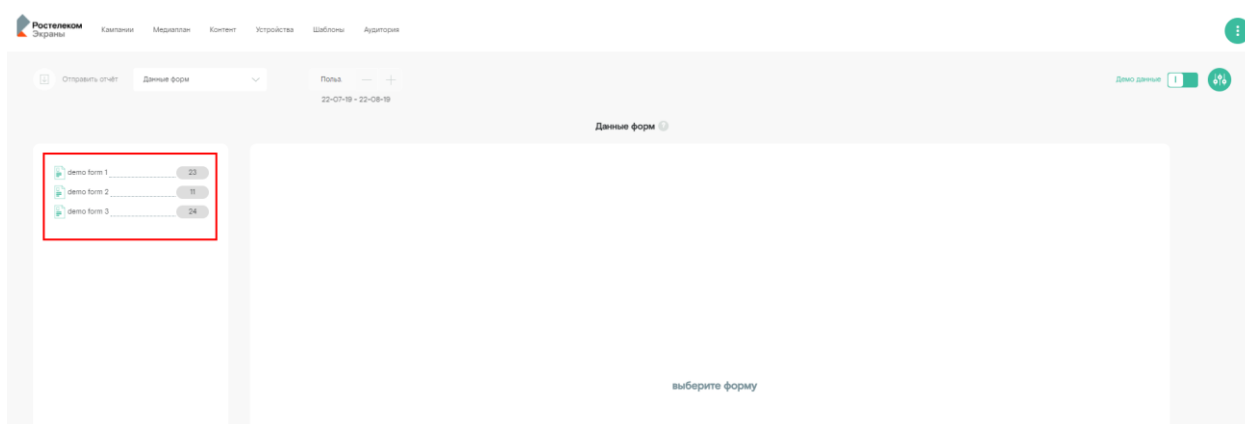 Ростелеком
Экраны
Кампании Медиаплан Контент Устройства Шаблоны Аудитория
Отправить отчёт Данные форм Польз. Демо данные
22-07-19 - 22-08-19
Данные форм ?
demo form 1 23
demo form 2 11
demo form 3 24
выберите форму